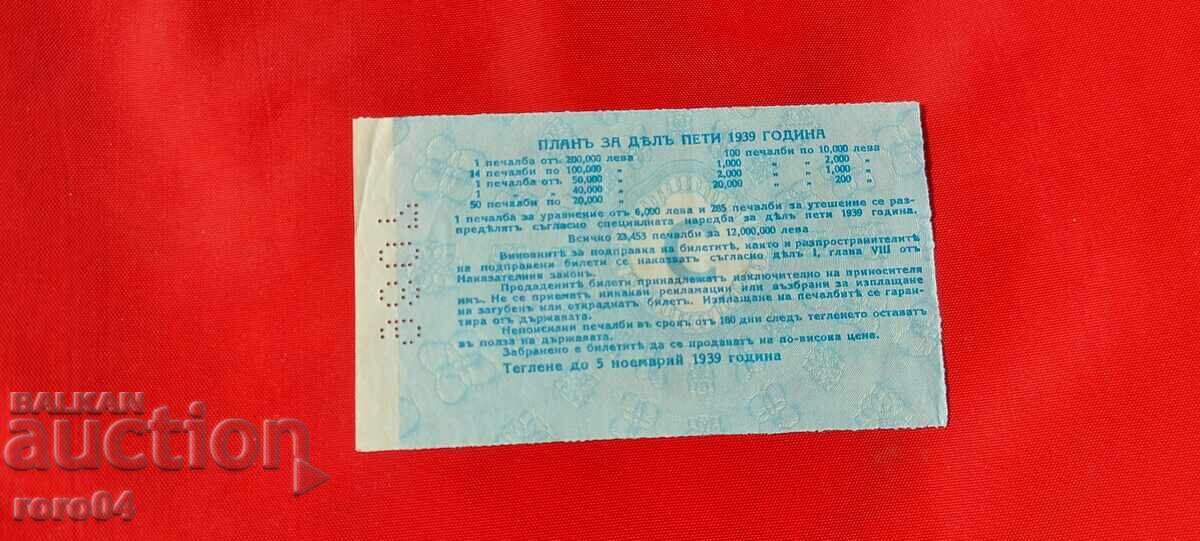 ПЛАНЪ ЗА ДѢЛЪ ПЕТИ 1939 ГОДИНА
1 печалба отъ 200,000 лева 100 печалби по 10,000 лева
14 печалби по 100,000 „ 1,000 „ „ 2,000 „
1 печалба отъ 50,000 „ 2,000 „ „ 1,000 „
1 „ „ 40,000 „ 20,000 „ „ 200 „
50 печалби по 20,000 „
1 печалба за уравнение отъ 6,000 лева и 285 печалби за утешение се раз-
предѣлятъ съгласно специалната наредба за дѣлъ пети 1939 година.
Всичко 23,453 печалби за 12,000,000 лева
Виновнитѣ за подправка на билетитѣ, както и разпространителитѣ
на подправени билети се наказватъ съгласно дѣлъ I, глава VIII отъ
Наказателния законъ.
Продаденитѣ билети принадлежатъ изключително на приносителя
имъ. Не се приематъ никакви рекламации или възбрани за изплащане
на загубенъ или откраднатъ билетъ. Изплащане на печалбитѣ се гаран-
тира отъ държавата.
Непоискани печалби въ срокъ отъ 180 дни следъ тегленето оставатъ
въ полза на държавата.
Забранено е билетитѣ да се продаватъ на по-висока цена.
Теглене до 5 ноемврий 1939 година
BALKAN
auction
roro04